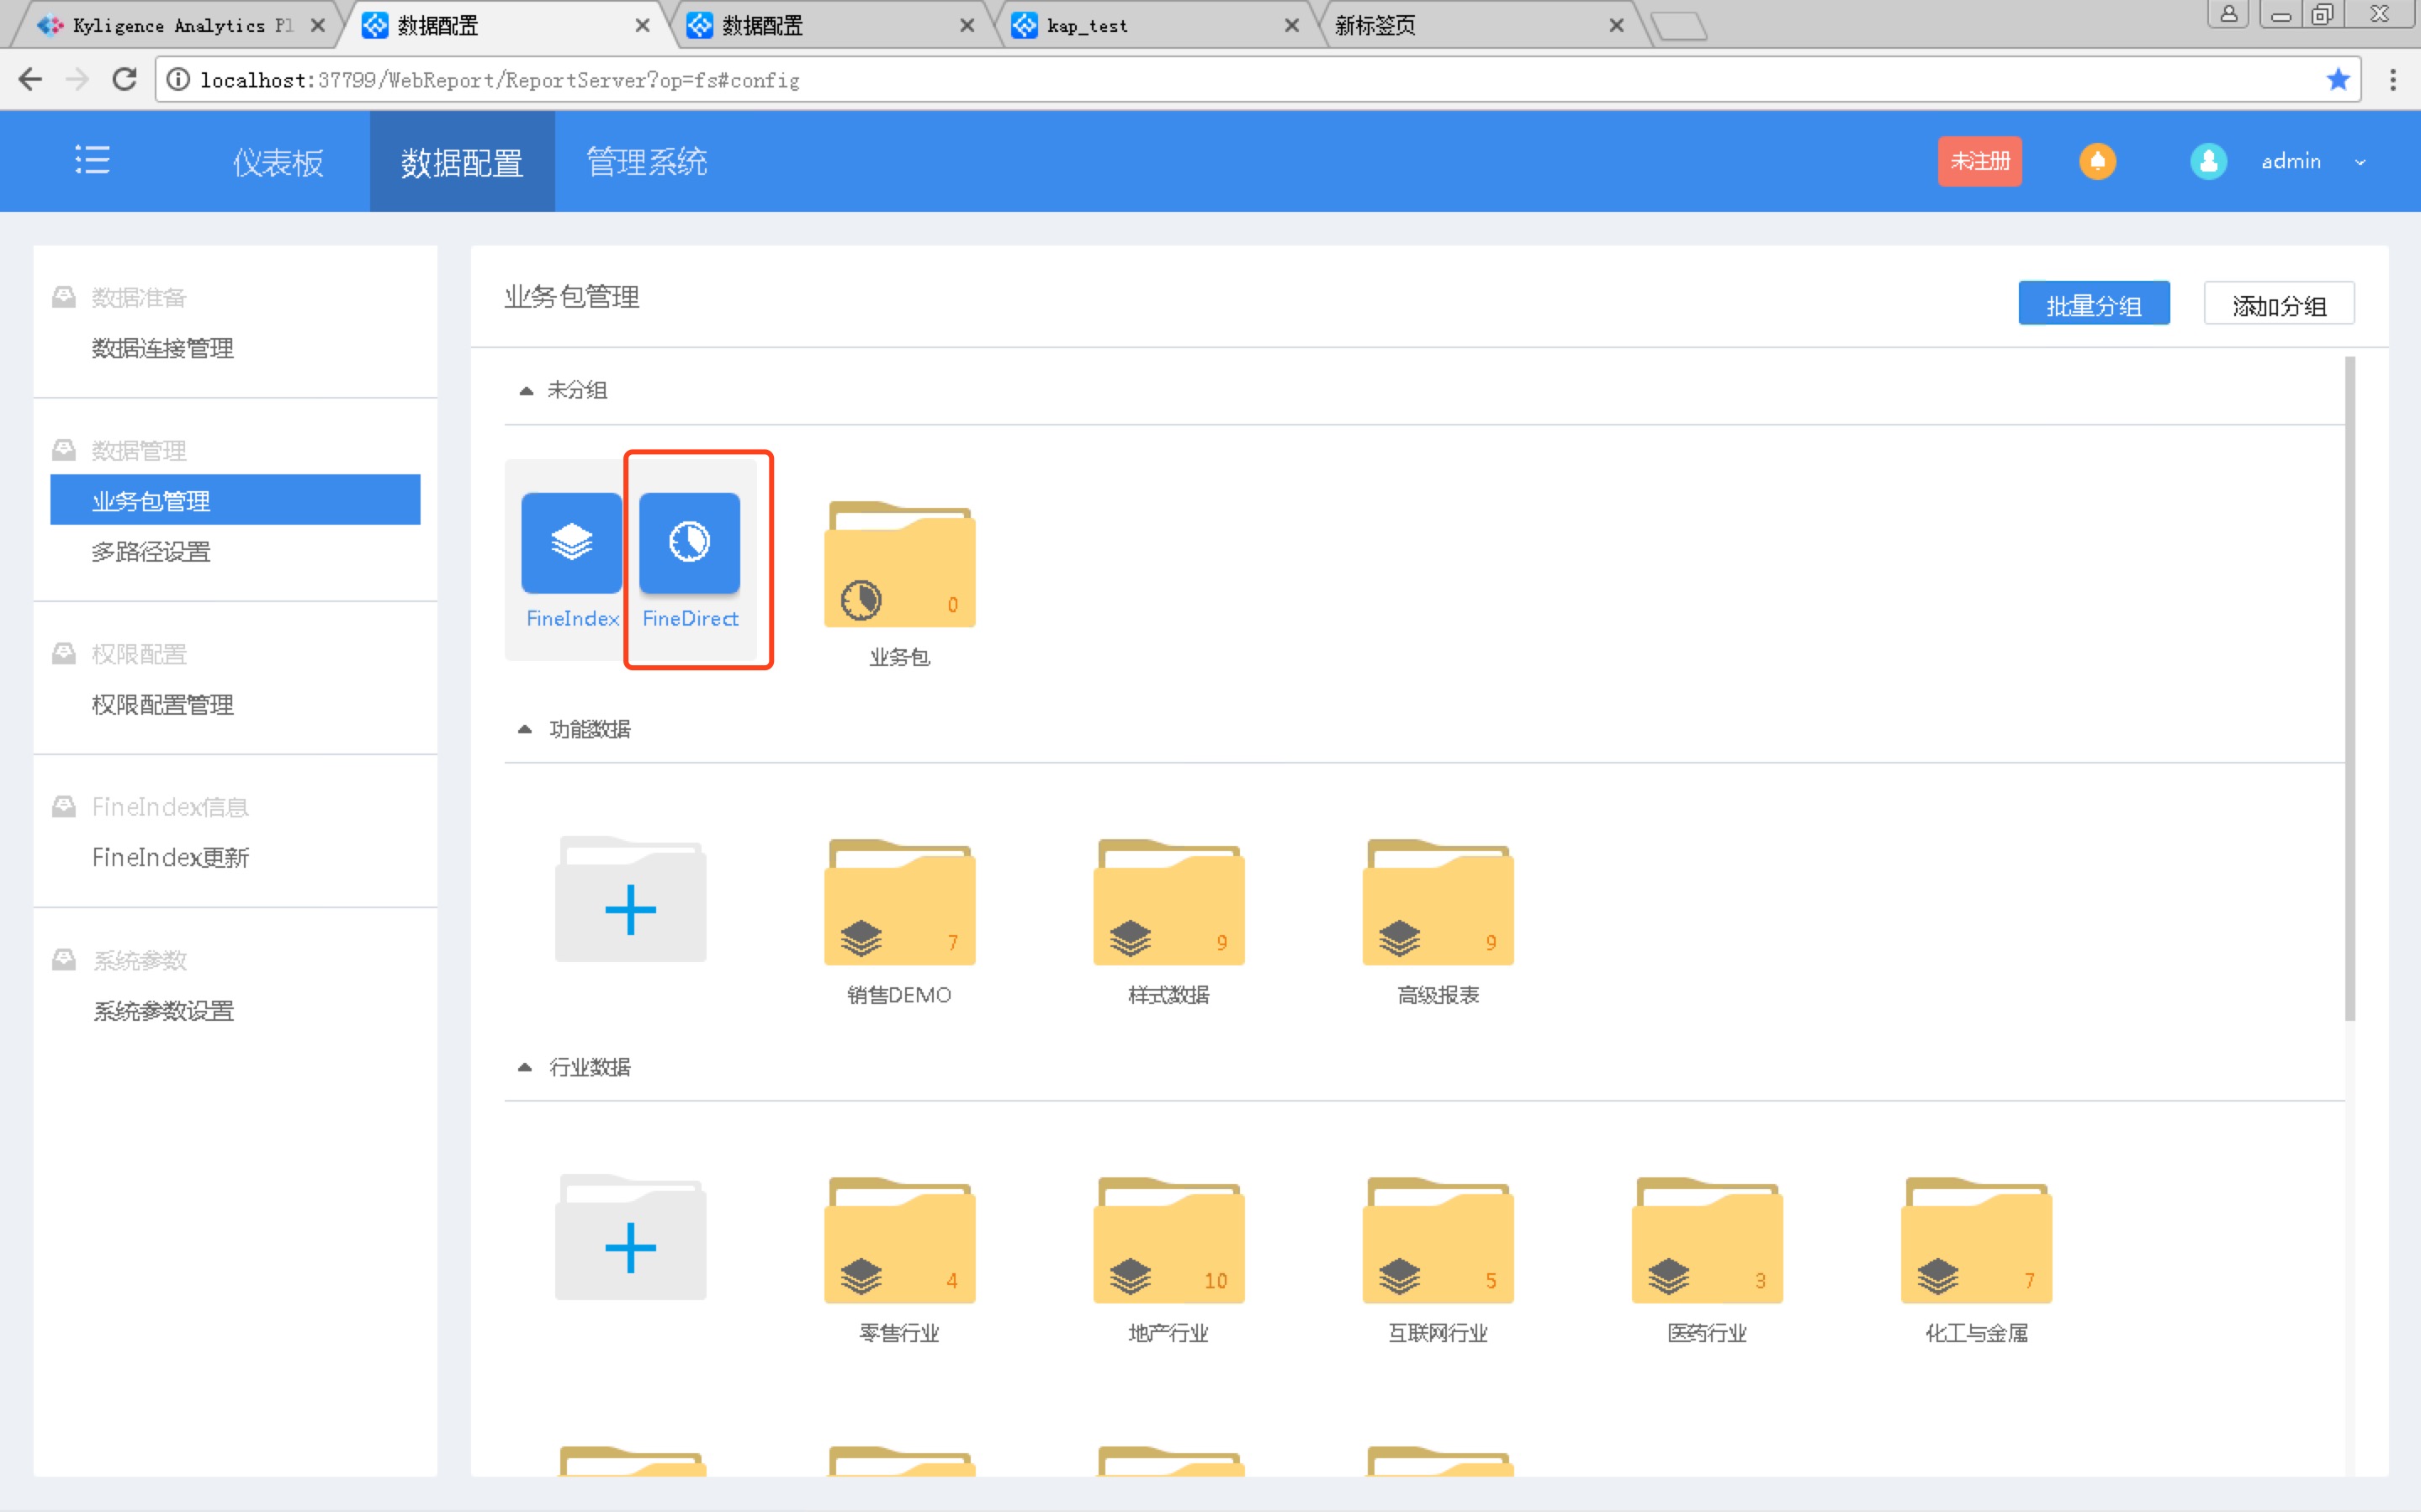 Kyligence Analytics Pl
数据配置
数据配置
kap_test
新标签页
localhost:37799/WebReport/ReportServer?op=fs#config
仪表板
数据配置
管理系统
未注册
admin
数据准备
数据连接管理
数据管理
业务包管理
多路径设置
权限配置
权限配置管理
FineIndex信息
FineIndex更新
系统参数
系统参数设置
业务包管理
批量分组
添加分组
未分组
FineIndex
FineDirect
0
业务包
功能数据
7
9
9
销售DEMO
样式数据
高级报表
行业数据
4
10
5
3
7
零售行业
地产行业
互联网行业
医药行业
化工与金属